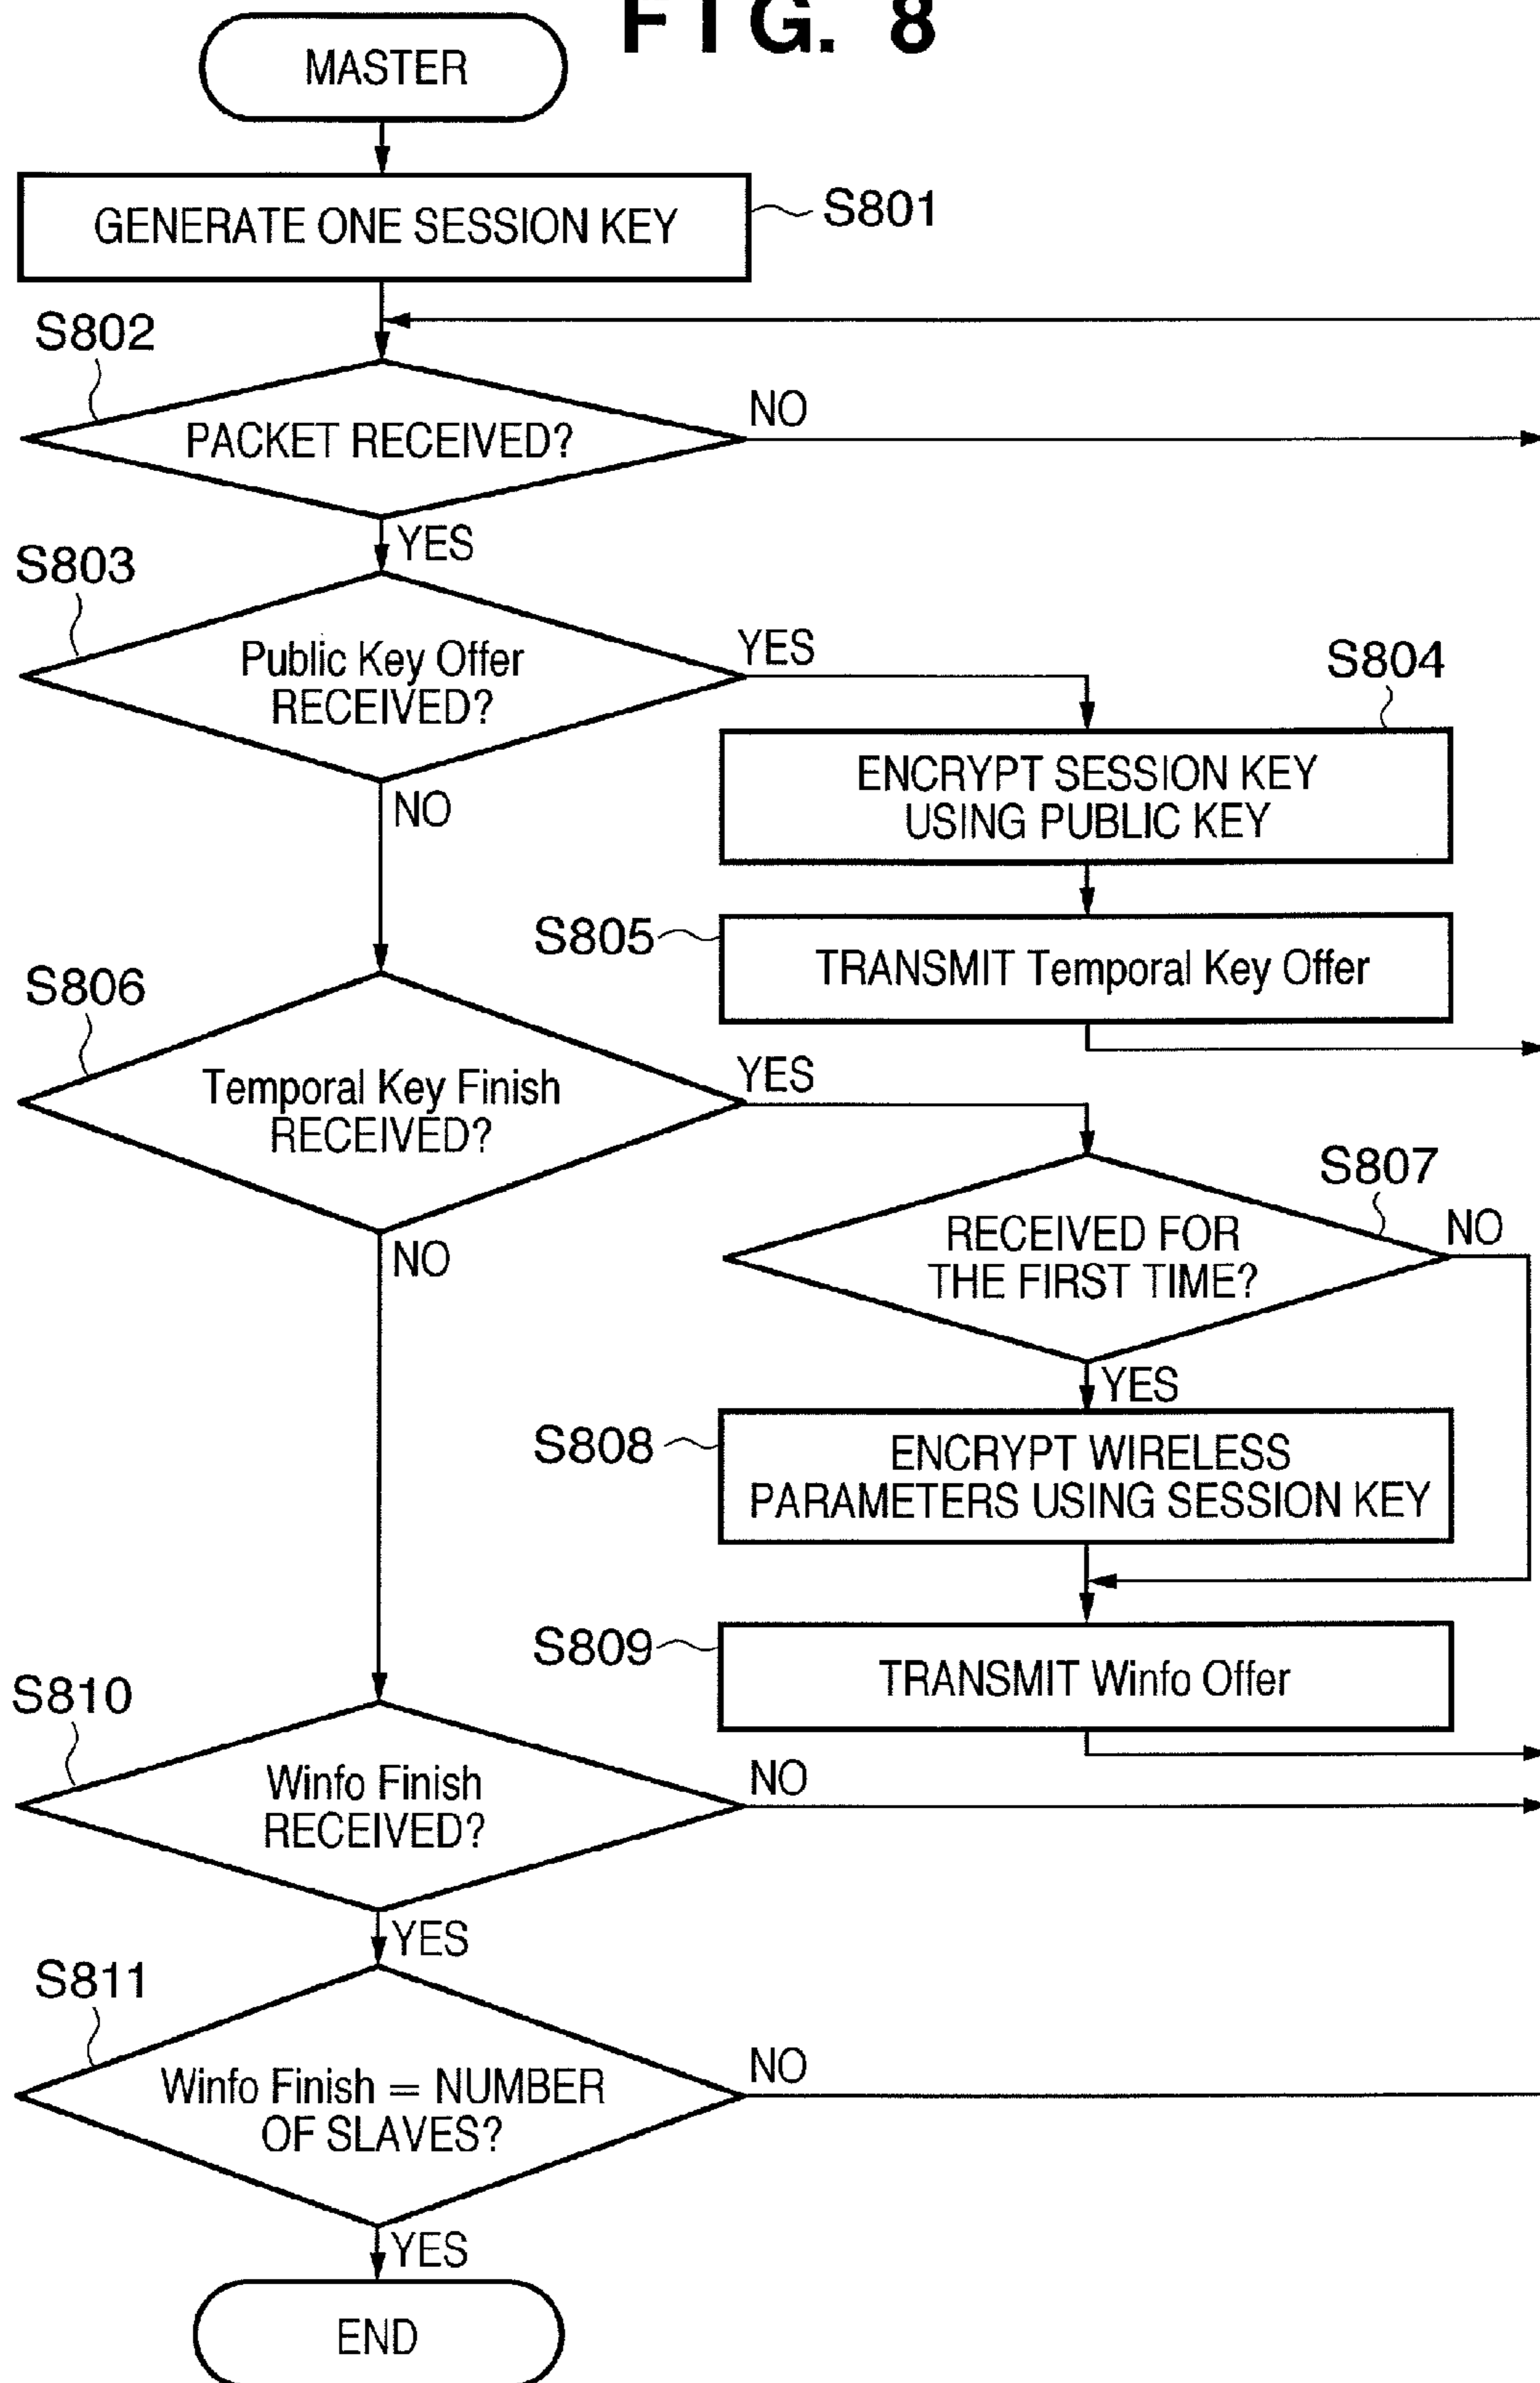 FIG. 8
MASTER
GENERATE ONE SESSION KEY
S801
S802
PACKET RECEIVED?
NO
YES
S803
Public Key Offer
RECEIVED?
YES
NO
S804
ENCRYPT SESSION KEY
USING PUBLIC KEY
S805
TRANSMIT Temporal Key Offer
S806
Temporal Key Finish
RECEIVED?
YES
NO
S807
RECEIVED FOR
THE FIRST TIME?
NO
YES
S808
ENCRYPT WIRELESS
PARAMETERS USING SESSION KEY
S809
TRANSMIT Winfo Offer
S810
Winfo Finish
RECEIVED?
NO
YES
S811
Winfo Finish = NUMBER
OF SLAVES?
NO
YES
END